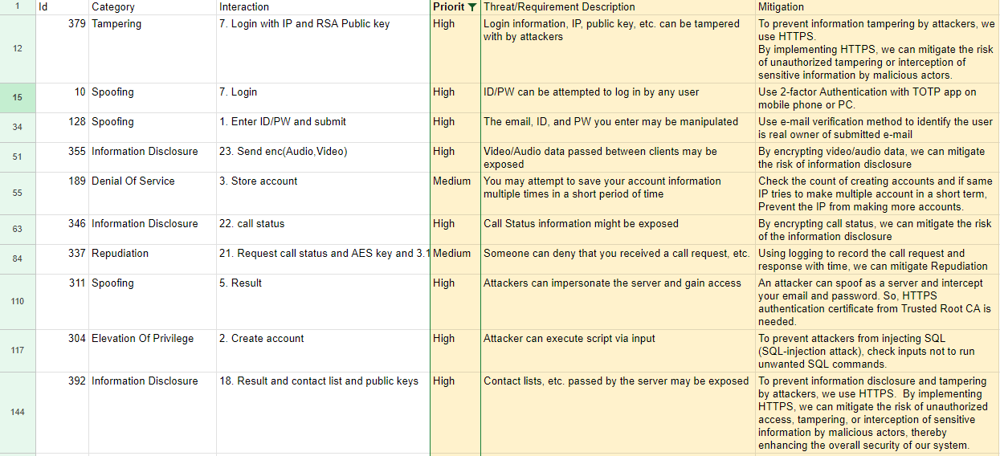 1 Id Category Interaction Priorit Threat/Requirement Description Mitigation
12 379 Tampering 7. Login with IP and RSA Public key High Login information, IP, public key, etc. can be tampered To prevent information tampering by attackers, we
with by attackers use HTTPS.
By implementing HTTPS, we can mitigate the risk
of unauthorized tampering or interception of
sensitive information by malicious actors.
15 10 Spoofing 7. Login High ID/PW can be attempted to log in by any user Use 2-factor Authentication with TOTP app on
mobile phone or PC.
34 128 Spoofing 1. Enter ID/PW and submit High The email, ID, and PW you enter may be manipulated Use e-mail verification method to identify the user
is real owner of submitted e-mail
51 355 Information Disclosure 23. Send enc(Audio,Video) High Video/Audio data passed between clients may be By encrypting video/audio data, we can mitigate
exposed the risk of information disclosure
55 189 Denial Of Service 3. Store account Medium You may attempt to save your account information Check the count of creating accounts and if same
multiple times in a short period of time IP tries to make multiple account in a short term,
Prevent the IP from making more accounts.
63 346 Information Disclosure 22. call status High Call Status information might be exposed By encrypting call status, we can mitigate the risk
of the information disclosure
84 337 Repudiation 21. Request call status and AES key and 3.1 Medium Someone can deny that you received a call request, etc. Using logging to record the call request and
response with time, we can mitigate Repudiation
110 311 Spoofing 5. Result High Attackers can impersonate the server and gain access An attacker can spoof as a server and intercept
your email and password. So, HTTPS
authentication certificate from Trusted Root CA is
needed.
117 304 Elevation Of Privilege 2. Create account High Attacker can execute script via input To prevent attackers from injecting SQL
(SQL-injection attack), check inputs not to run
unwanted SQL commands.
144 392 Information Disclosure 18. Result and contact list and public keys High Contact lists, etc. passed by the server may be exposed To prevent information disclosure and tampering
by attackers, we use HTTPS. By implementing
HTTPS, we can mitigate the risk of unauthorized
access, tampering, or interception of sensitive
information by malicious actors, thereby
enhancing the overall security of our system.